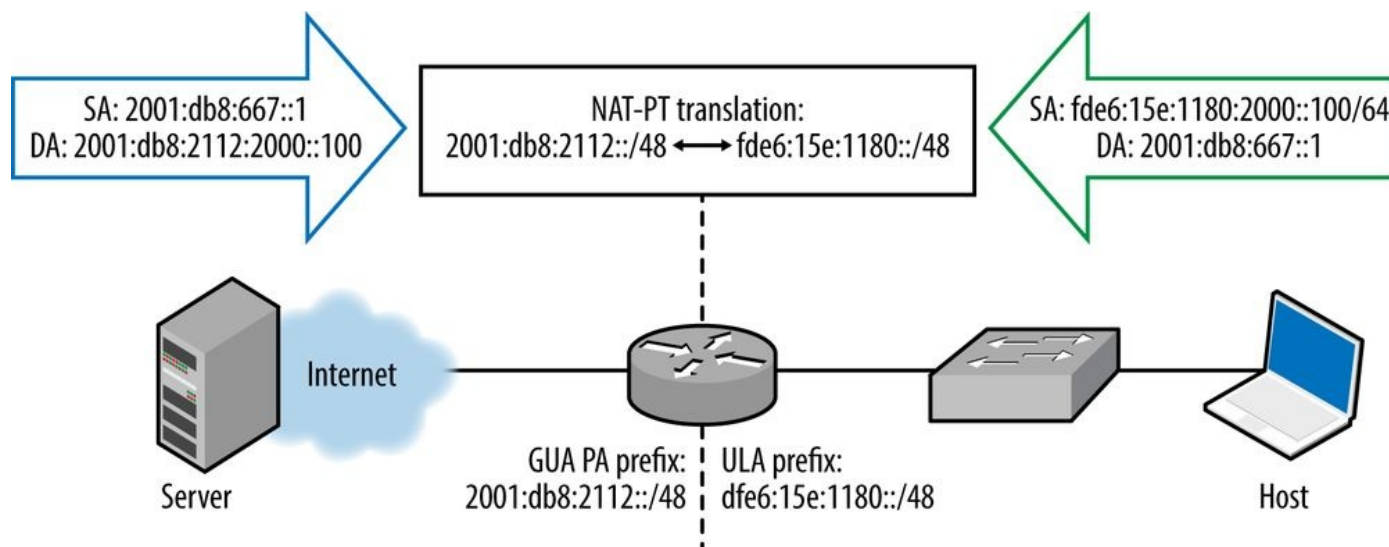 SA: 2001:db8:667::1
DA: 2001:db8:2112:2000::100
NAT-PT translation:
2001:db8:2112::/48 ↔ fde6:15e:1180::/48
SA: fde6:15e:1180:2000::100/64
DA: 2001:db8:667::1
Internet
GUA PA prefix:
2001:db8:2112::/48
ULA prefix:
dfe6:15e:1180::/48
Server
Host